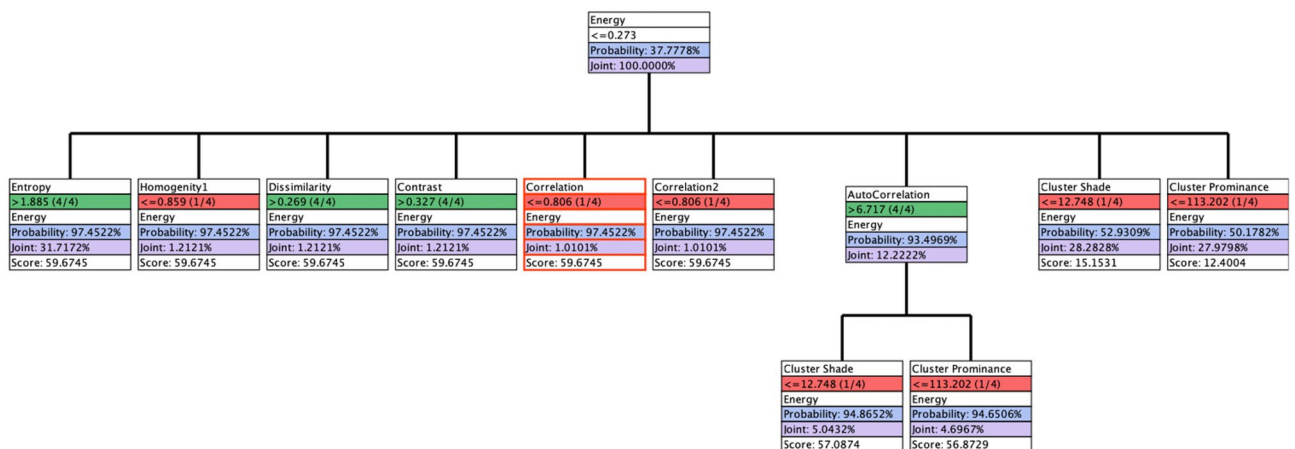 Energy
<=0.273
Probability: 37.7778%
Joint: 100.0000%
Entropy
>1.885 (4/4)
Energy
Probability: 97.4522%
Joint: 31.7172%
Score: 59.6745
Homogenity1
<=0.859 (1/4)
Energy
Probability: 97.4522%
Joint: 1.2121%
Score: 59.6745
Dissimilarity
>0.269 (4/4)
Energy
Probability: 97.4522%
Joint: 1.2121%
Score: 59.6745
Contrast
>0.327 (4/4)
Energy
Probability: 97.4522%
Joint: 1.2121%
Score: 59.6745
Correlation
<=0.806 (1/4)
Energy
Probability: 97.4522%
Joint: 1.0101%
Score: 59.6745
Correlation2
<=0.806 (1/4)
Energy
Probability: 97.4522%
Joint: 1.0101%
Score: 59.6745
AutoCorrelation
>6.717 (4/4)
Energy
Probability: 93.4969%
Joint: 12.2222%
Cluster Shade
<=12.748 (1/4)
Energy
Probability: 52.9309%
Joint: 28.2828%
Score: 15.1531
Cluster Prominance
<=113.202 (1/4)
Energy
Probability: 50.1782%
Joint: 27.9798%
Score: 12.4004
Cluster Shade
<=12.748 (1/4)
Energy
Probability: 94.8652%
Joint: 5.0432%
Score: 57.0874
Cluster Prominance
<=113.202 (1/4)
Energy
Probability: 94.6506%
Joint: 4.6967%
Score: 56.8729